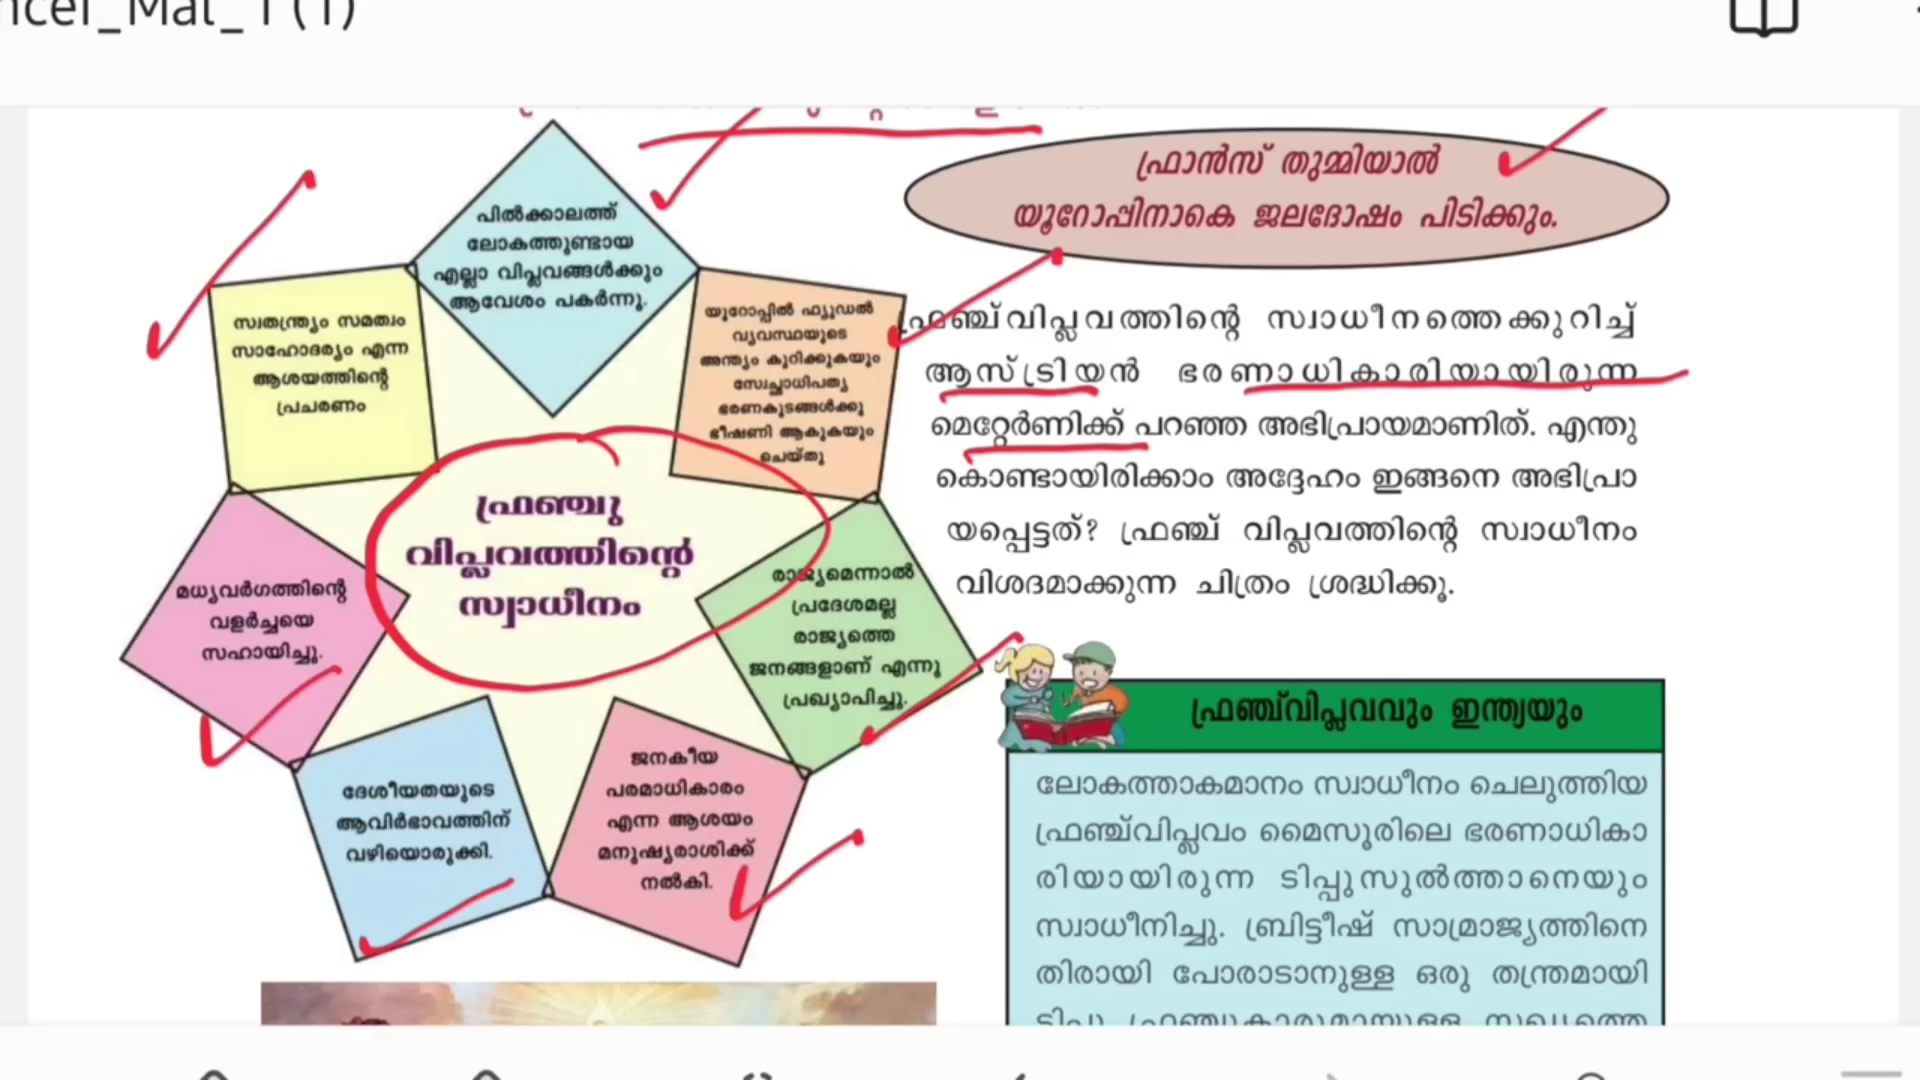 പിൽക്കാലത്ത്
ലോകത്തുണ്ടായ
എല്ലാ വിപ്ലവങ്ങൾക്കും
ആവേശം പകർന്നു.
സ്വതന്ത്ര്യം സമത്വം
സാഹോദര്യം എന്ന
ആശയത്തിന്റെ
പ്രചരണം
യൂറോപ്പിൽ ഫ്യൂഡൽ
വ്യവസ്ഥയുടെ
അന്ത്യം കുറിക്കുകയും
സ്വേച്ഛാധിപത്യ
ഭരണകൂടങ്ങൾക്കു
ഭീഷണി ആകുകയും
ചെയ്തു
ഫ്രഞ്ചു
വിപ്ലവത്തിന്റെ
സ്വാധീനം
മധ്യവർഗത്തിന്റെ
വളർച്ചയെ
സഹായിച്ചു.
രാജ്യമെന്നാൽ
പ്രദേശമല്ല
രാജ്യത്തെ
ജനങ്ങളാണ് എന്നു
പ്രഖ്യാപിച്ചു.
ദേശീയതയുടെ
ആവിർഭാവത്തിന്
വഴിയൊരുക്കി.
ജനകീയ
പരമാധികാരം
എന്ന ആശയം
മനുഷ്യരാശിക്ക്
നൽകി.
ഫ്രാൻസ് തുമ്മിയാൽ
യൂറോപ്പിനാകെ ജലദോഷം പിടിക്കും.
ഫ്രഞ്ച് വിപ്ലവത്തിന്റെ സ്വാധീനത്തെക്കുറിച്ച്
ആസ്ട്രിയൻ ഭരണാധികാരിയായിരുന്ന
മെറ്റേർണിക്ക് പറഞ്ഞ അഭിപ്രായമാണിത്. എന്തു
കൊണ്ടായിരിക്കാം അദ്ദേഹം ഇങ്ങനെ അഭിപ്രാ
യപ്പെട്ടത്? ഫ്രഞ്ച് വിപ്ലവത്തിന്റെ സ്വാധീനം
വിശദമാക്കുന്ന ചിത്രം ശ്രദ്ധിക്കൂ.
ഫ്രഞ്ച്‌വിപ്ലവവും ഇന്ത്യയും
ലോകത്താകമാനം സ്വാധീനം ചെലുത്തിയ
ഫ്രഞ്ച്‌വിപ്ലവം മൈസൂരിലെ ഭരണാധികാ
രിയായിരുന്ന ടിപ്പുസുൽത്താനെയും
സ്വാധീനിച്ചു. ബ്രിട്ടീഷ് സാമ്രാജ്യത്തിനെ
തിരായി പോരാടാനുള്ള ഒരു തന്ത്രമായി